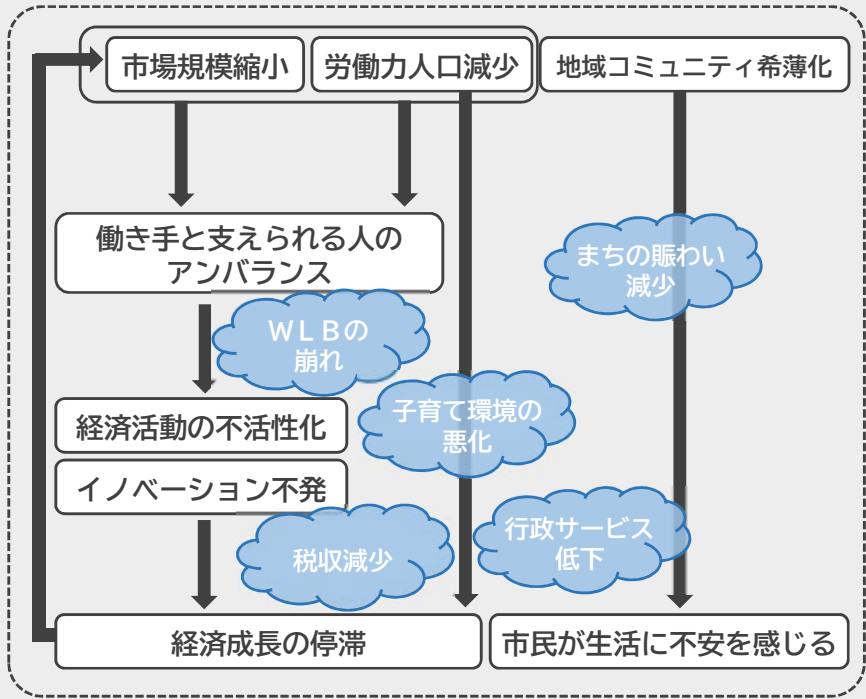 市場規模縮小
労働力人口減少
地域コミュニティ希薄化
働き手と支えられる人の
アンバランス
まちの賑わい
減少
ＷＬＢの
崩れ
子育て環境の
悪化
経済活動の不活性化
イノベーション不発
税収減少
行政サービス
低下
経済成長の停滞
市民が生活に不安を感じる